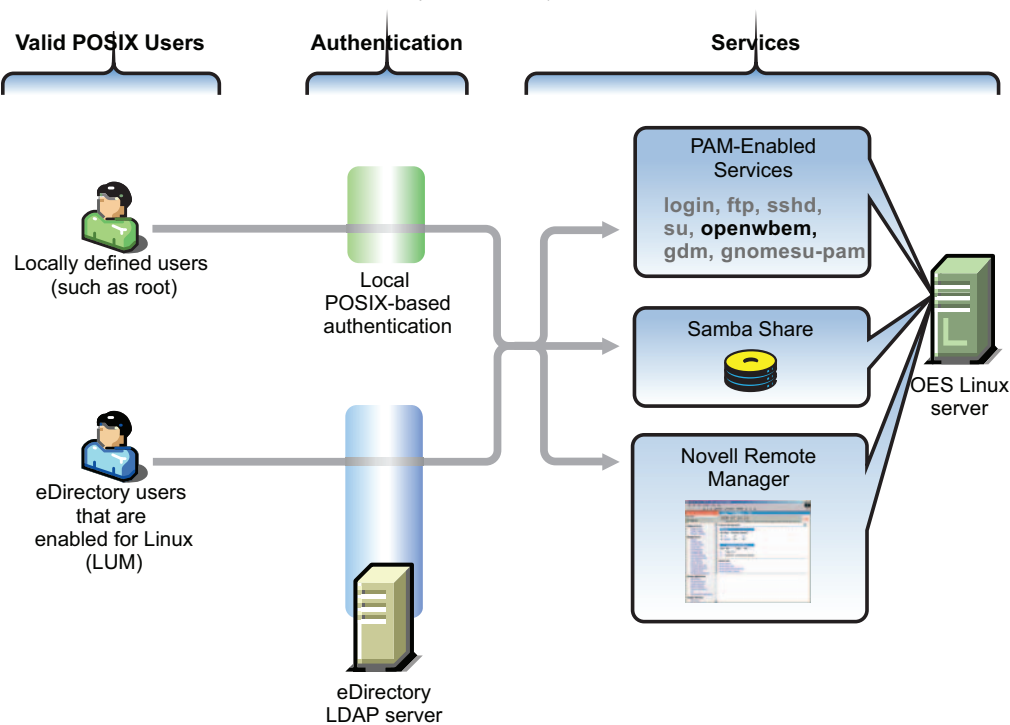 Valid POSIX Users
Authentication
Services
Locally defined users
(such as root)
Local
POSIX-based
authentication
PAM-Enabled
Services
login, ftp, sshd,
su, openwbem,
gdm, gnomesu-pam
Samba Share
OES Linux
server
eDirectory users
that are
enabled for Linux
(LUM)
Novell Remote
Manager
eDirectory
LDAP server